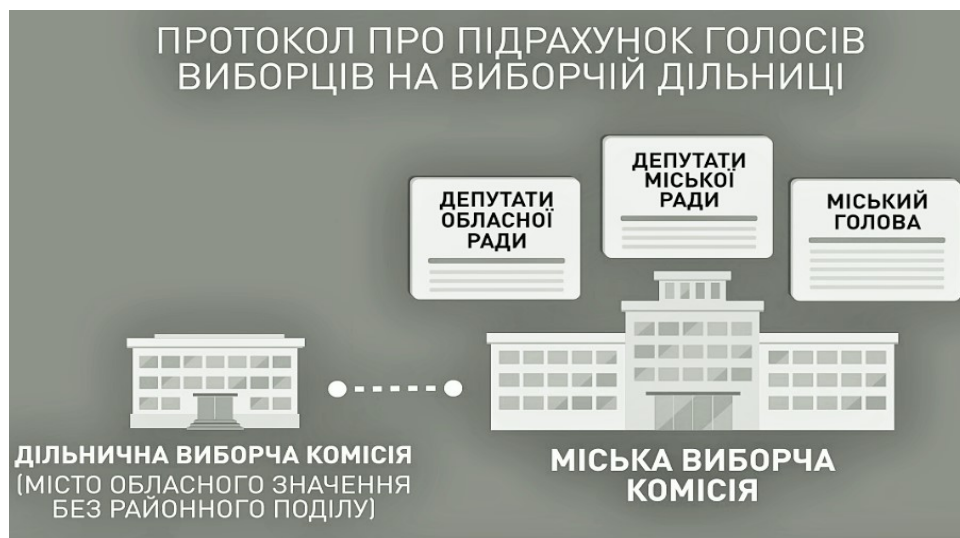 ПРОТОКОЛ ПРО ПІДРАХУНОК ГОЛОСІВ
ВИБОРЦІВ НА ВИБОРЧІЙ ДІЛЬНИЦІ
ДЕПУТАТИ
ОБЛАСНОЇ
РАДИ
ДЕПУТАТИ
МІСЬКОЇ
РАДИ
МІСЬКИЙ
ГОЛОВА
ДІЛЬНИЧНА ВИБОРЧА КОМІСІЯ
(МІСТО ОБЛАСНОГО ЗНАЧЕННЯ
БЕЗ РАЙОННОГО ПОДІЛУ)
МІСЬКА ВИБОРЧА
КОМІСІЯ